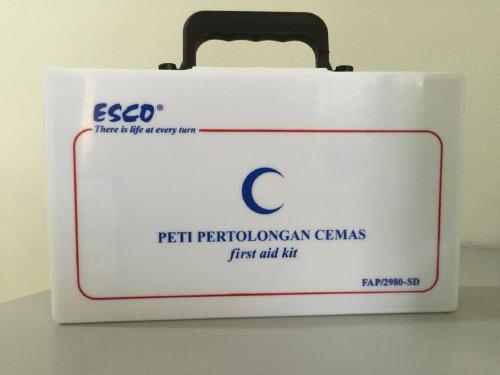 ESCO®
There is life at every turn
PETI PERTOLONGAN CEMAS
first aid kit
FAP/2980-SD